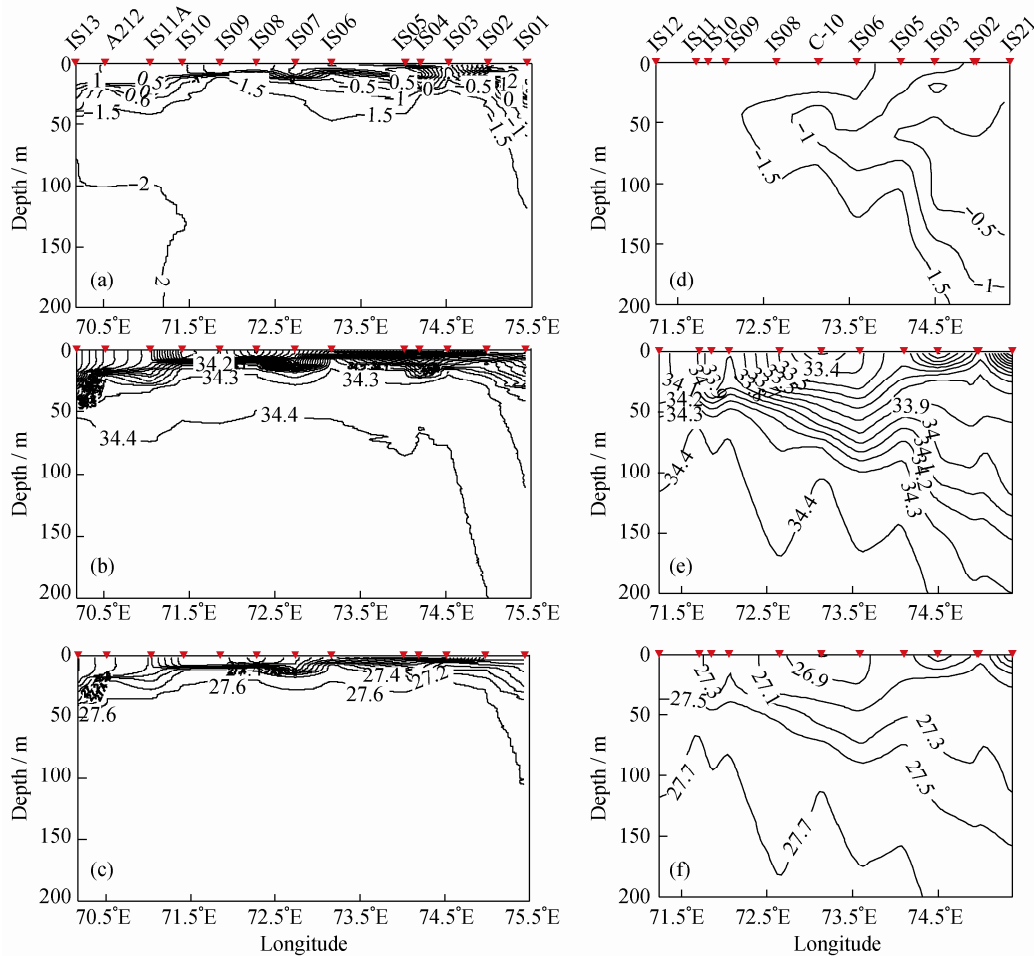 IS13 A212 IS11A IS10 IS09 IS08 IS07 IS06 IS05 IS04 IS03 IS02 IS01
0
50
100
150
200
Depth / m
−1 0.5 −0.5 0.5 −0.5 2
0 0
0.6 −1.5 1 −1
−1.5 −1.5 −1.5
−2
2
(a)
70.5°E 71.5°E 72.5°E 73.5°E 74.5°E 75.5°E
0
50
100
150
200
Depth / m
34.2
34.3 34.3
34.4 34.4
(b)
70.5°E 71.5°E 72.5°E 73.5°E 74.5°E 75.5°E
0
50
100
150
200
Depth / m
27.4 27.2
27.6 27.6 27.6
(c)
70.5°E 71.5°E 72.5°E 73.5°E 74.5°E 75.5°E
Longitude
IS12 IS11 IS10 IS09 IS08 C-10 IS06 IS05 IS03 IS02 IS21
0
50
100
150
200
Depth / m
−1
−1.5
−0.5
1.5 −1
(d)
71.5°E 72.5°E 73.5°E 74.5°E
0
50
100
150
200
Depth / m
33.4
34.2 33.9
34.3 34
34.1
34.2
34.4 34.4 34.3
(e)
71.5°E 72.5°E 73.5°E 74.5°E
0
50
100
150
200
Depth / m
27.3 27.1 26.9
27.5 27.3
27.5
27.7 27.7
(f)
71.5°E 72.5°E 73.5°E 74.5°E
Longitude